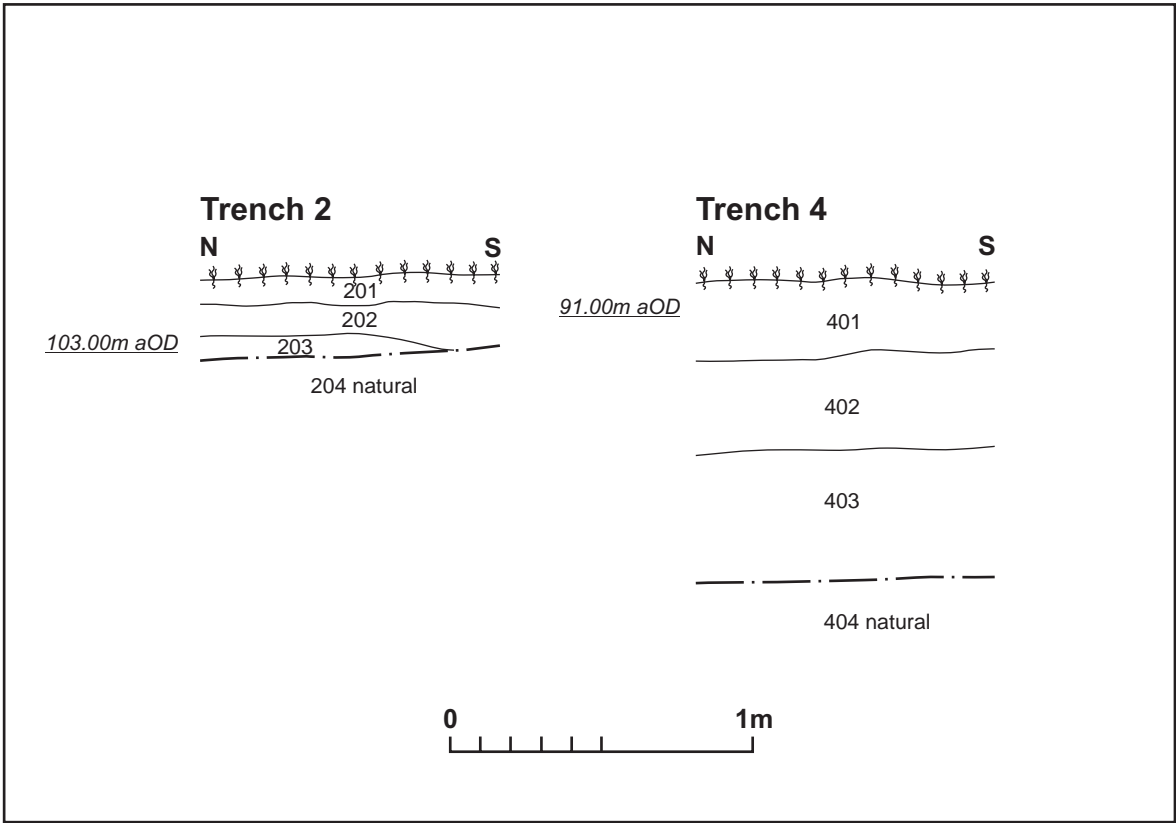 Trench 2
N S
201
202
103.00m aOD
203
204 natural
Trench 4
N S
91.00m aOD
401
402
403
404 natural
0 1m